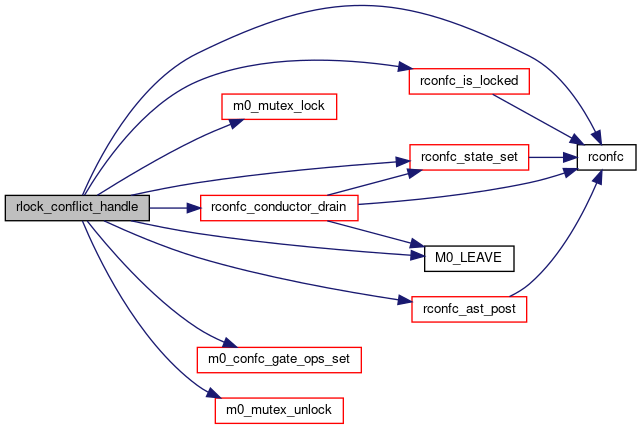 rlock_conflict_handle
m0_mutex_lock
rconfc_conductor_drain
m0_confc_gate_ops_set
m0_mutex_unlock
rconfc_is_locked
rconfc_state_set
M0_LEAVE
rconfc_ast_post
rconfc